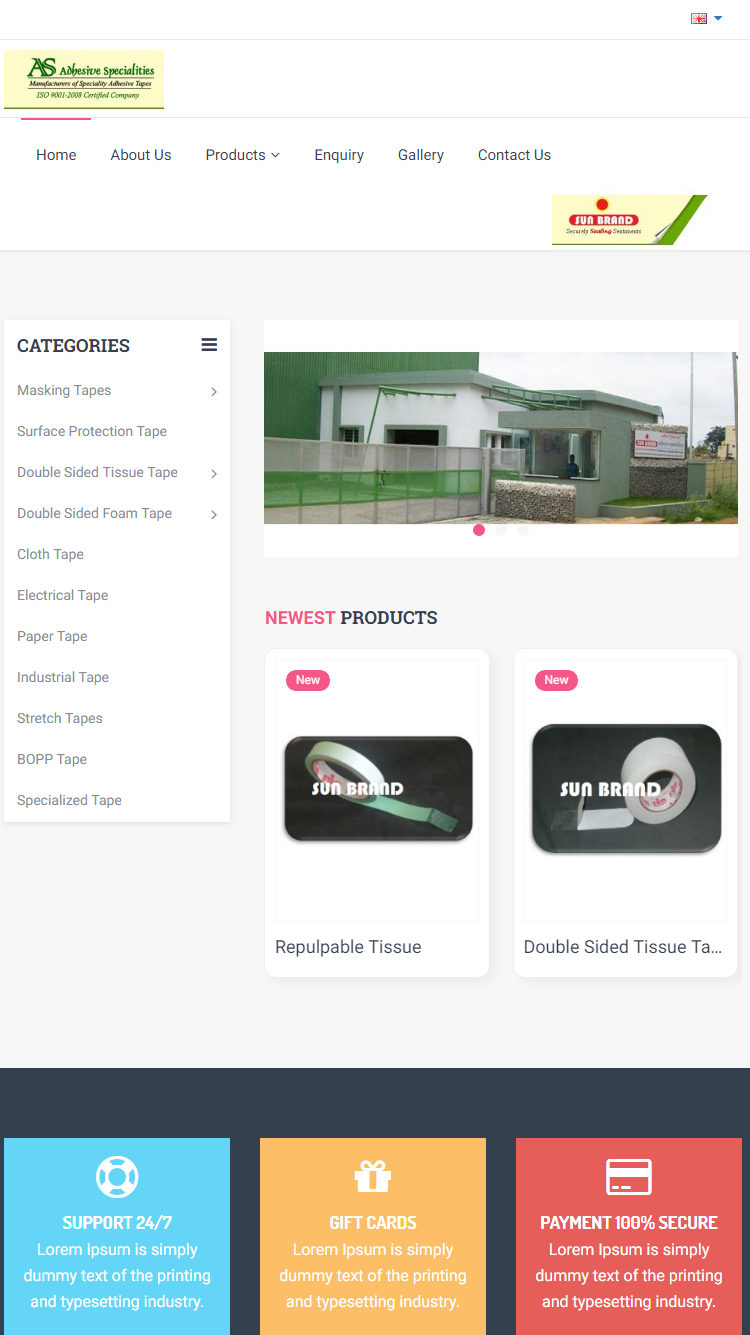 AS Adhesive Specialities
Manufacturers of Speciality Adhesive Tapes
ISO 9001-2008 Certified Company
Home
About Us
Products
Enquiry
Gallery
Contact Us
SUN BRAND
Securely Sealing Sentiments
CATEGORIES
Masking Tapes
Surface Protection Tape
Double Sided Tissue Tape
Double Sided Foam Tape
Cloth Tape
Electrical Tape
Paper Tape
Industrial Tape
Stretch Tapes
BOPP Tape
Specialized Tape
NEWEST PRODUCTS
New
SUN BRAND
Repulpable Tissue
New
SUN BRAND
Double Sided Tissue Ta...
SUPPORT 24/7
Lorem Ipsum is simply
dummy text of the printing
and typesetting industry.
GIFT CARDS
Lorem Ipsum is simply
dummy text of the printing
and typesetting industry.
PAYMENT 100% SECURE
Lorem Ipsum is simply
dummy text of the printing
and typesetting industry.